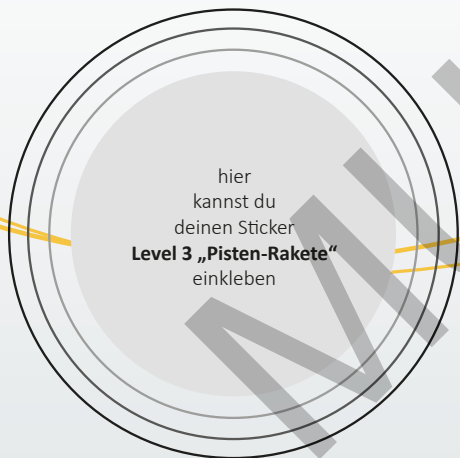 hier
kannst du
deinen Sticker
Level 3 „Pisten-Rakete“
einkleben